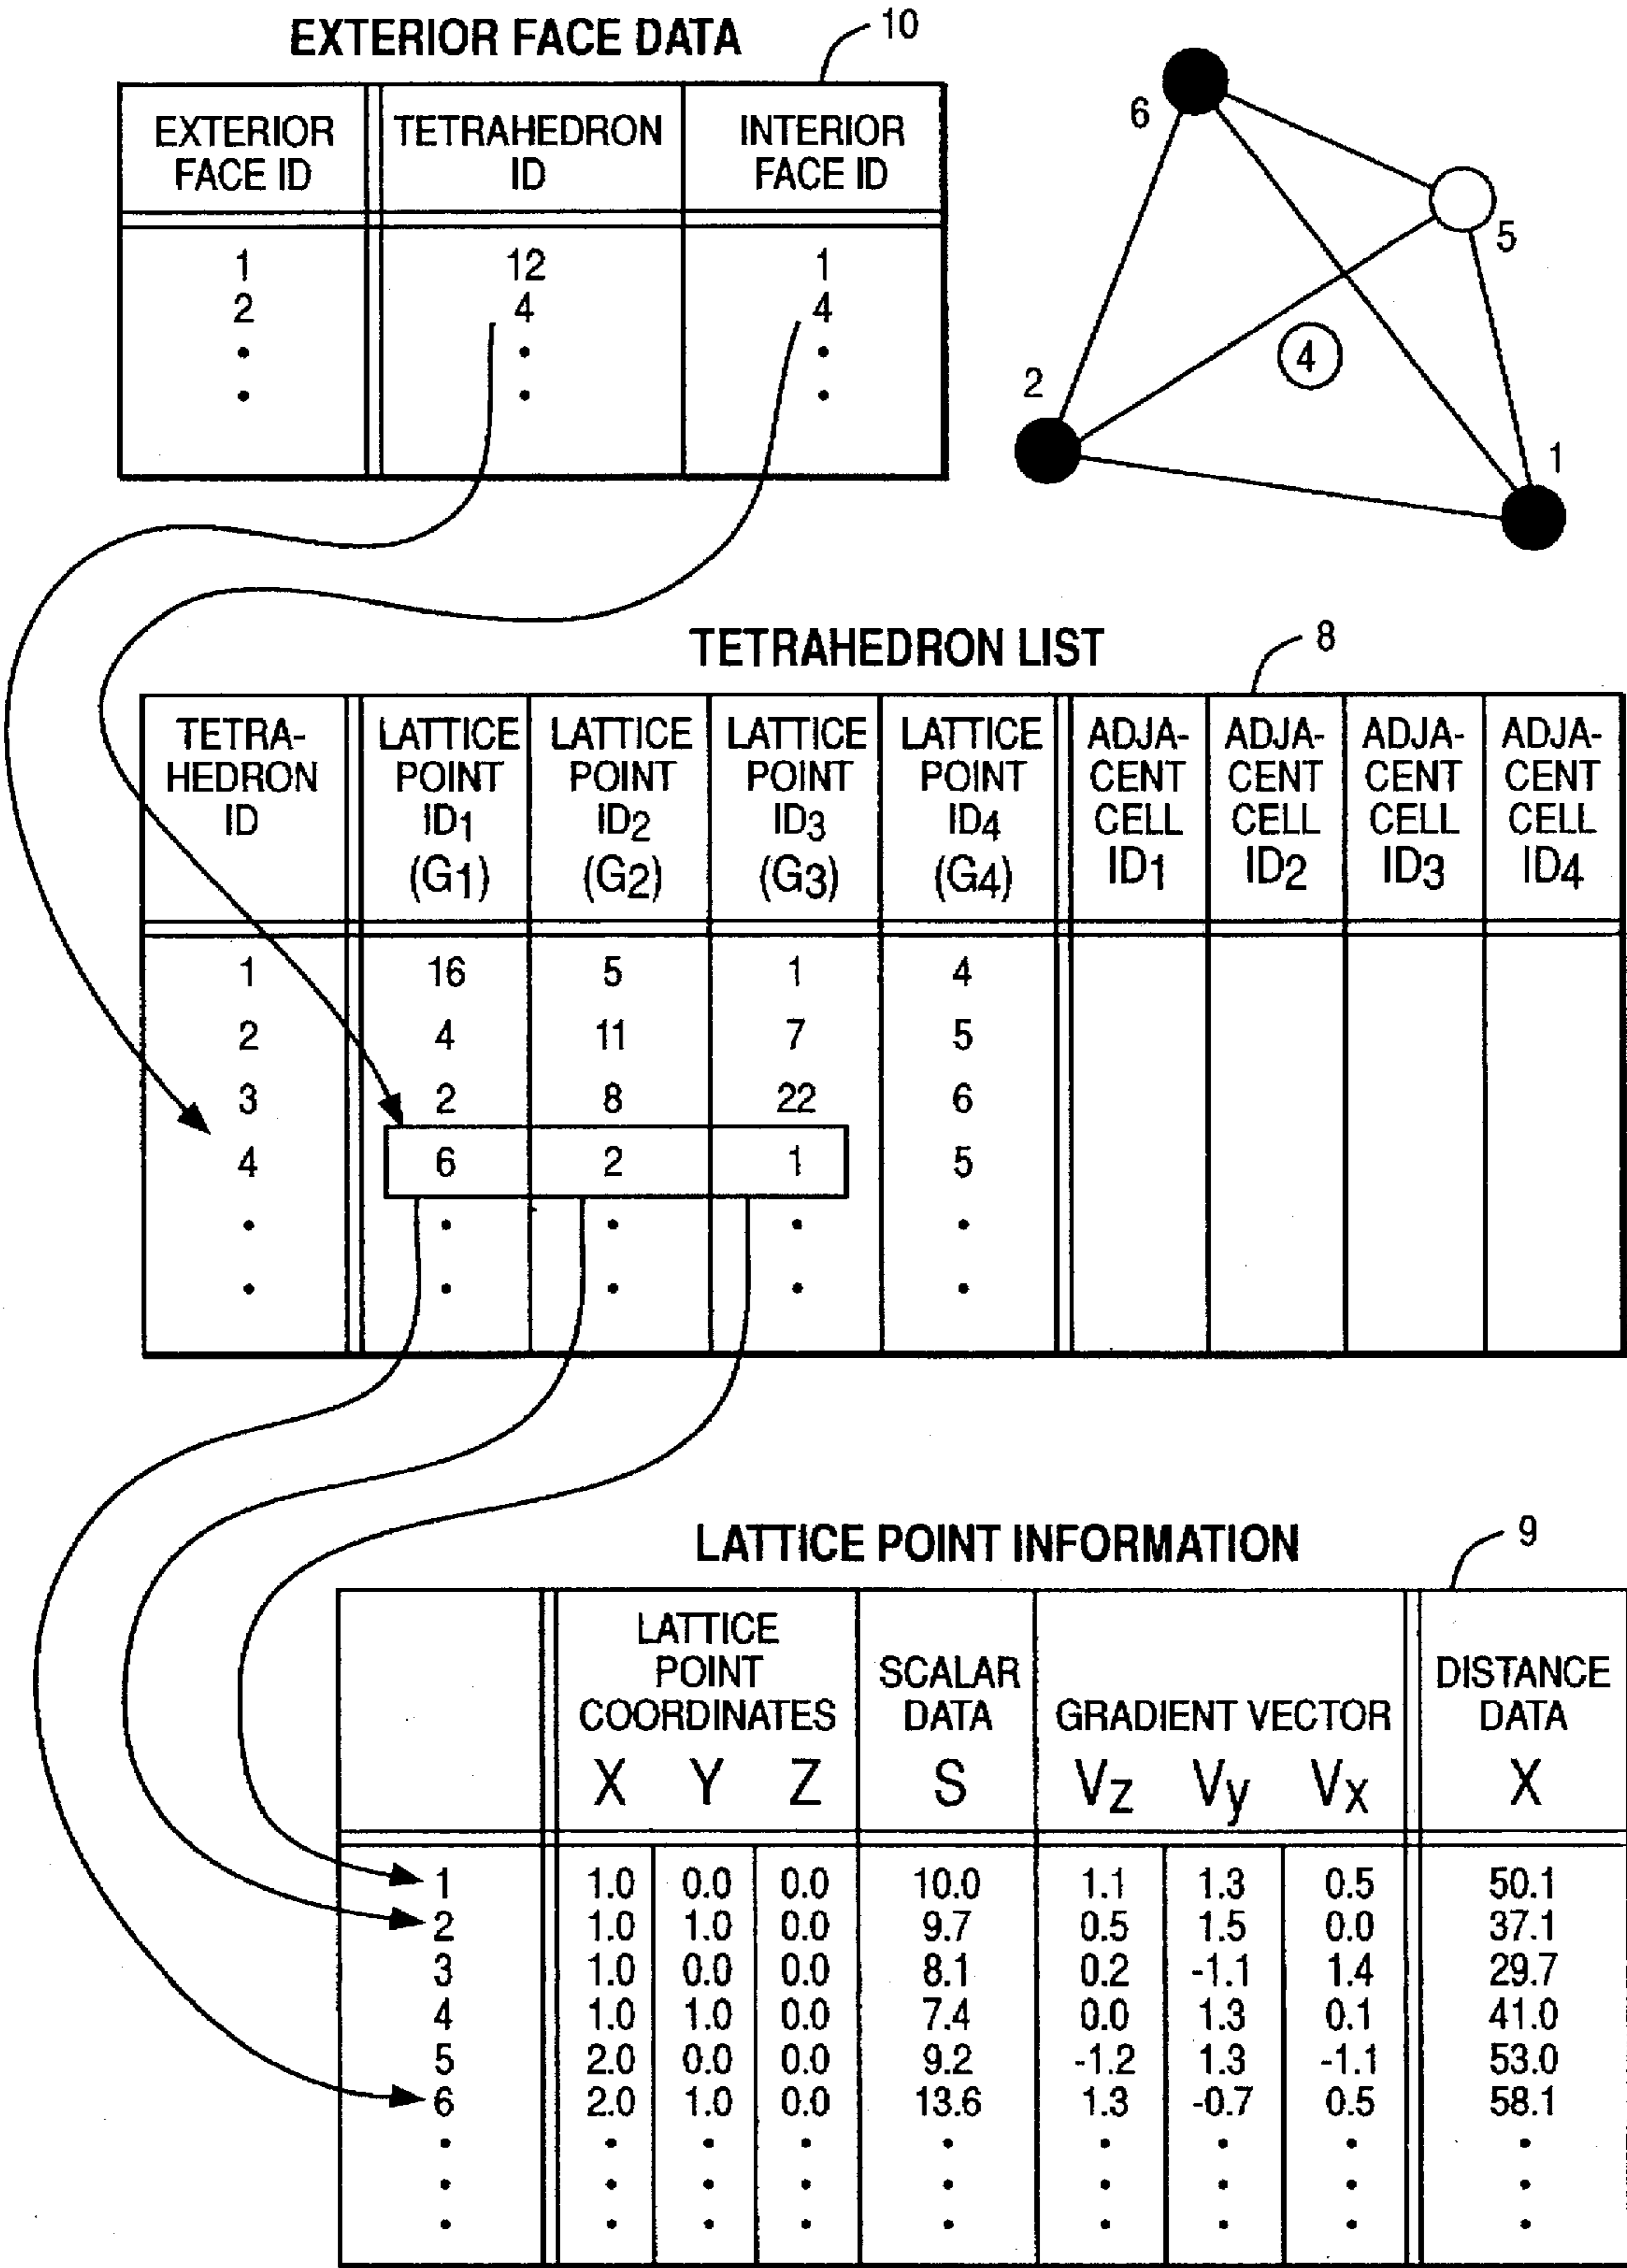 EXTERIOR FACE DATA
10
EXTERIOR FACE ID | TETRAHEDRON ID | INTERIOR FACE ID
1 12 1
2 4 4
6
5
4
2
1
TETRAHEDRON LIST
8
TETRA-
HEDRON
ID
LATTICE
POINT
ID1
(G1)
LATTICE
POINT
ID2
(G2)
LATTICE
POINT
ID3
(G3)
LATTICE
POINT
ID4
(G4)
ADJA-
CENT
CELL
ID1
ADJA-
CENT
CELL
ID2
ADJA-
CENT
CELL
ID3
ADJA-
CENT
CELL
ID4
1 16 5 1 4
2 4 11 7 5
3 2 8 22 6
4 6 2 1 5
LATTICE POINT INFORMATION
9
LATTICE
POINT
COORDINATES
SCALAR
DATA
GRADIENT VECTOR
DISTANCE
DATA
X Y Z S Vz Vy Vx X
1 1.0 0.0 0.0 10.0 1.1 1.3 0.5 50.1
2 1.0 1.0 0.0 9.7 0.5 1.5 0.0 37.1
3 1.0 0.0 0.0 8.1 0.2 -1.1 1.4 29.7
4 1.0 1.0 0.0 7.4 0.0 1.3 0.1 41.0
5 2.0 0.0 0.0 9.2 -1.2 1.3 -1.1 53.0
6 2.0 1.0 0.0 13.6 1.3 -0.7 0.5 58.1